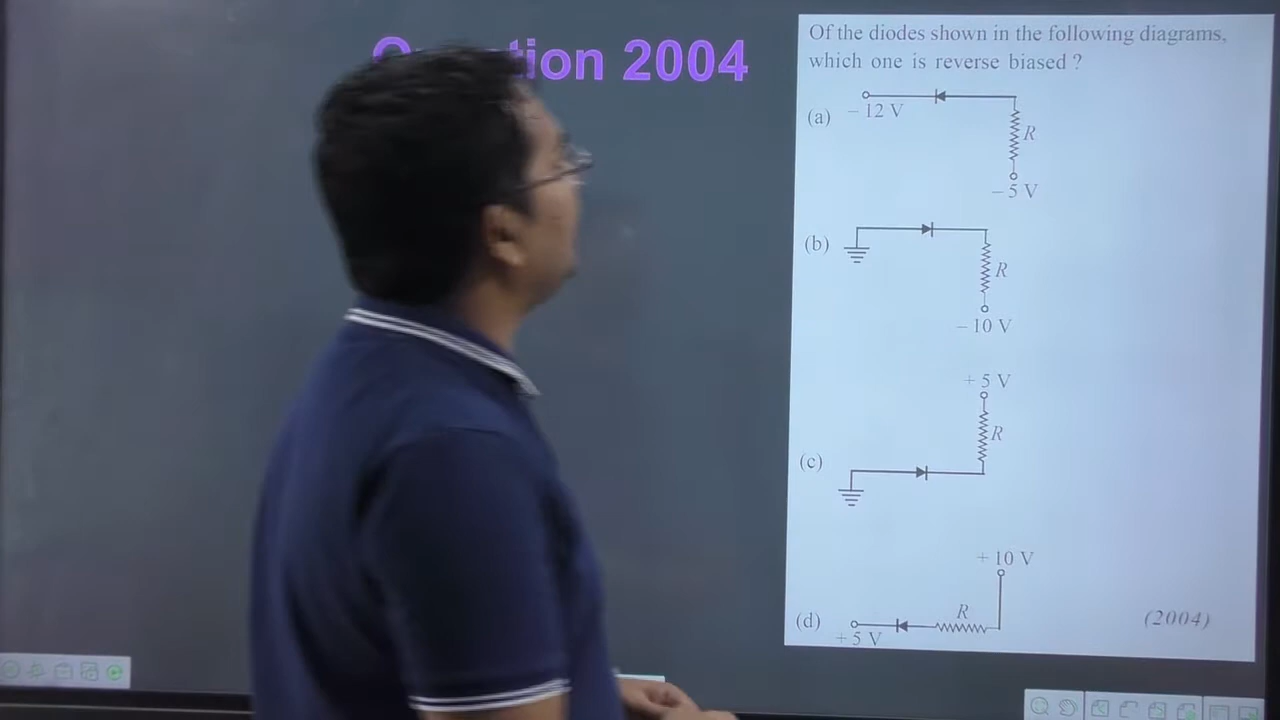 tion 2004
Of the diodes shown in the following diagrams,
which one is reverse biased ?
(a) – 12 V
R
– 5 V
(b)
R
– 10 V
+ 5 V
R
(c)
+ 10 V
(d) R
+ 5 V
(2004)